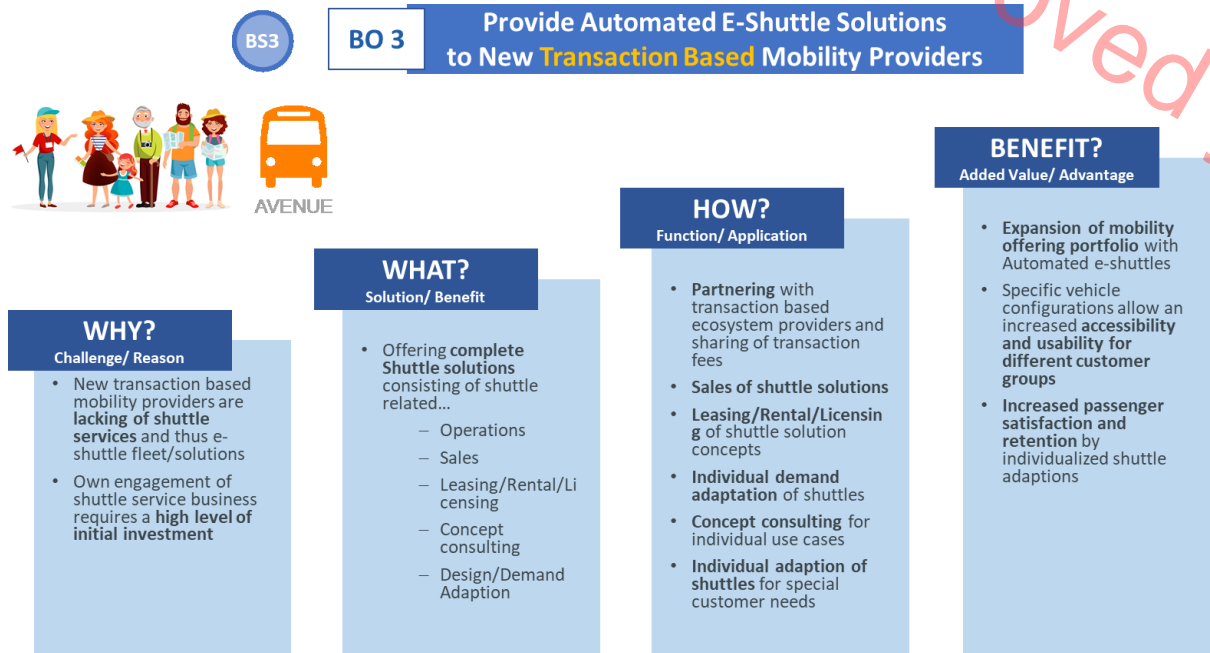 BS3
BO 3
Provide Automated E-Shuttle Solutions
to New Transaction Based Mobility Providers
oved
AVENUE
WHY?
Challenge/ Reason
• New transaction based
mobility providers are
lacking of shuttle
services and thus e-
shuttle fleet/solutions
• Own engagement of
shuttle service business
requires a high level of
initial investment
WHAT?
Solution/ Benefit
• Offering complete
Shuttle solutions
consisting of shuttle
related...
– Operations
– Sales
– Leasing/Rental/Li
censing
– Concept
consulting
– Design/Demand
Adaption
HOW?
Function/ Application
• Partnering with
transaction based
ecosystem providers and
sharing of transaction
fees
• Sales of shuttle solutions
• Leasing/Rental/Licensin
g of shuttle solution
concepts
• Individual demand
adaptation of shuttles
• Concept consulting for
individual use cases
• Individual adaption of
shuttles for special
customer needs
BENEFIT?
Added Value/ Advantage
• Expansion of mobility
offering portfolio with
Automated e-shuttles
• Specific vehicle
configurations allow an
increased accessibility
and usability for
different customer
groups
• Increased passenger
satisfaction and
retention by
individualized shuttle
adaptions